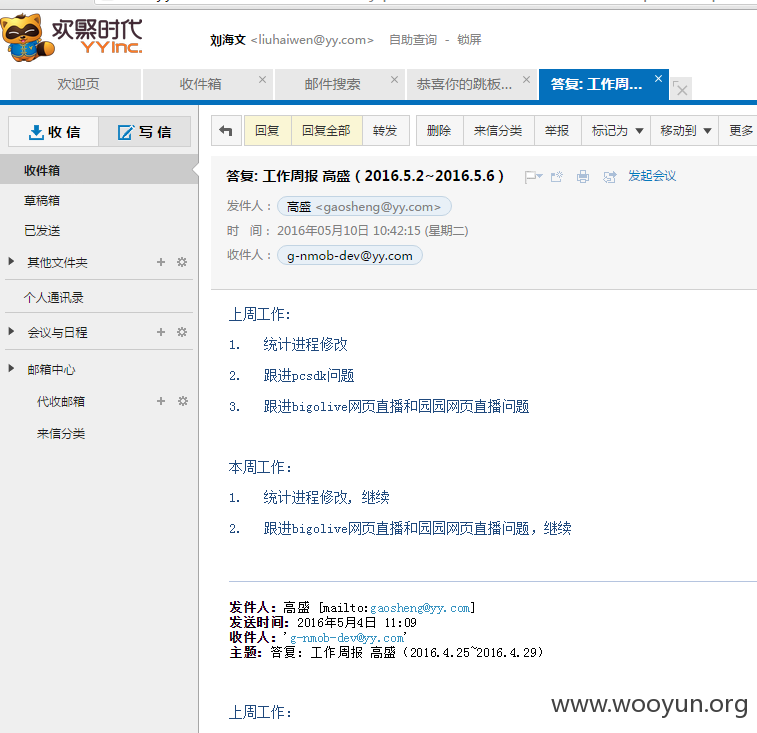 欢聚时代
YY Inc.
刘海文 <liuhaiwen@yy.com> 自助查询 - 锁屏
欢迎页 收件箱 邮件搜索 恭喜你的跳板... 答复: 工作周...
收信 写信
收件箱
草稿箱
已发送
其他文件夹
个人通讯录
会议与日程
邮箱中心
代收邮箱
来信分类
回复 回复全部 转发 删除 来信分类 举报 标记为 移动到 更多
答复: 工作周报 高盛 ( 2016.5.2~2016.5.6 ) 发起会议
发件人: 高盛 <gaosheng@yy.com>
时 间: 2016年05月10日 10:42:15 (星期二)
收件人: g-nmob-dev@yy.com
上周工作:
1. 统计进程修改
2. 跟进pcsdk问题
3. 跟进bigolive网页直播和园园网页直播问题
本周工作:
1. 统计进程修改, 继续
2. 跟进bigolive网页直播和园园网页直播问题，继续
发件人: 高盛 [mailto:gaosheng@yy.com]
发送时间: 2016年5月4日 11:09
收件人: 'g-nmob-dev@yy.com'
主题: 答复: 工作周报 高盛（2016.4.25~2016.4.29）
上周工作:
www.wooyun.org